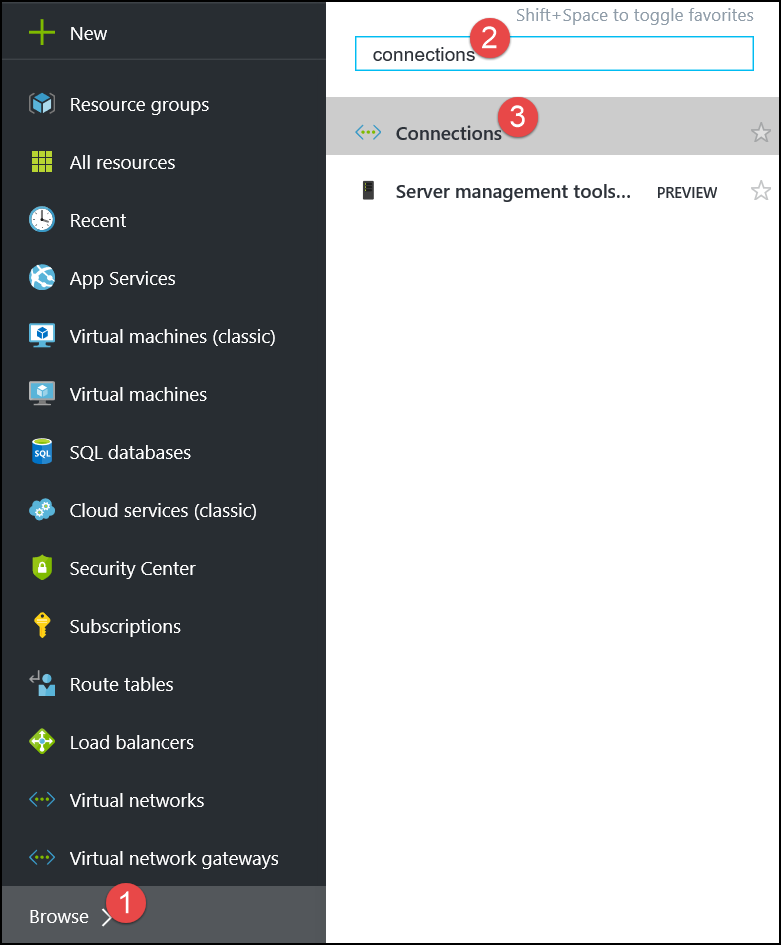 New
Resource groups
All resources
Recent
App Services
Virtual machines (classic)
Virtual machines
SQL
SQL databases
Cloud services (classic)
Security Center
Subscriptions
Route tables
Load balancers
Virtual networks
Virtual network gateways
Browse
1
Shift+Space to toggle favorites
connections
2
Connections
3
Server management tools... PREVIEW